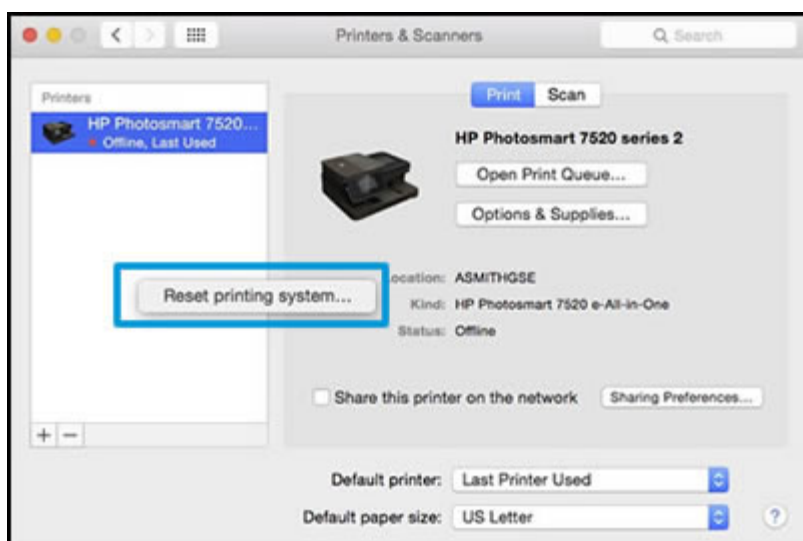 Printers & Scanners
Search
Printers
HP Photosmart 7520...
Offline, Last Used
Print Scan
HP Photosmart 7520 series 2
Open Print Queue...
Options & Supplies...
Reset printing system...
ocation: ASMITHGSE
Kind: HP Photosmart 7520 e-All-in-One
Status: Offline
Share this printer on the network Sharing Preferences...
+ −
Default printer: Last Printer Used
Default paper size: US Letter
?